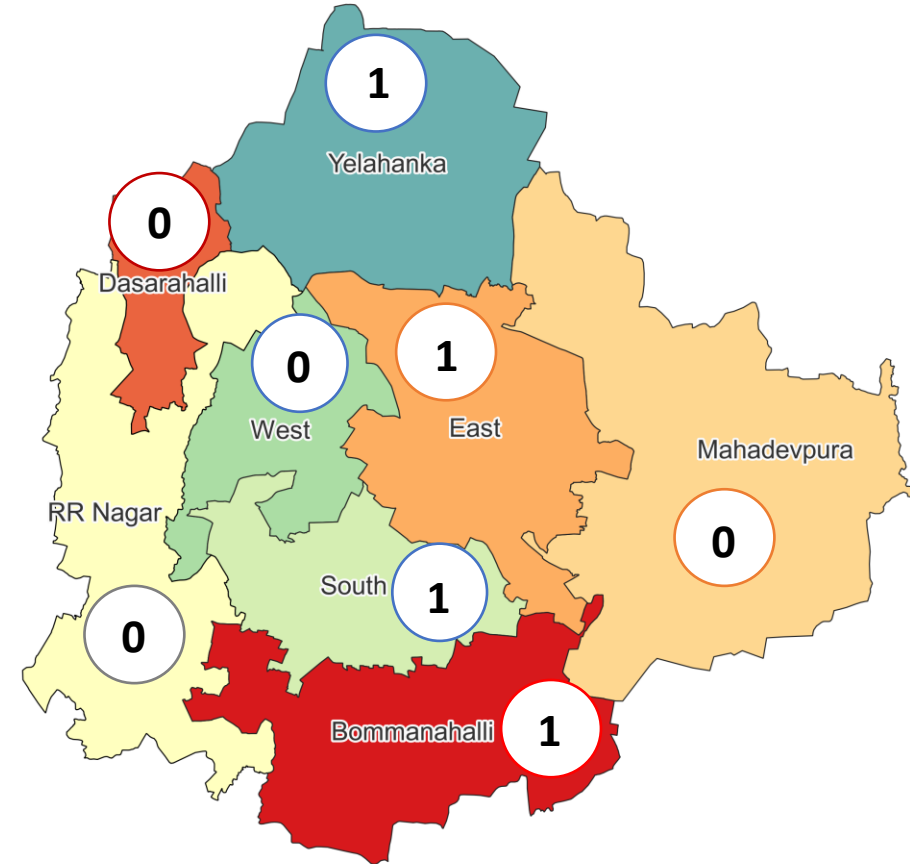 1
Yelahanka
0
Dasarahalli
0
West
1
East
Mahadevpura
0
RR Nagar
0
South
1
Bommanahalli
1